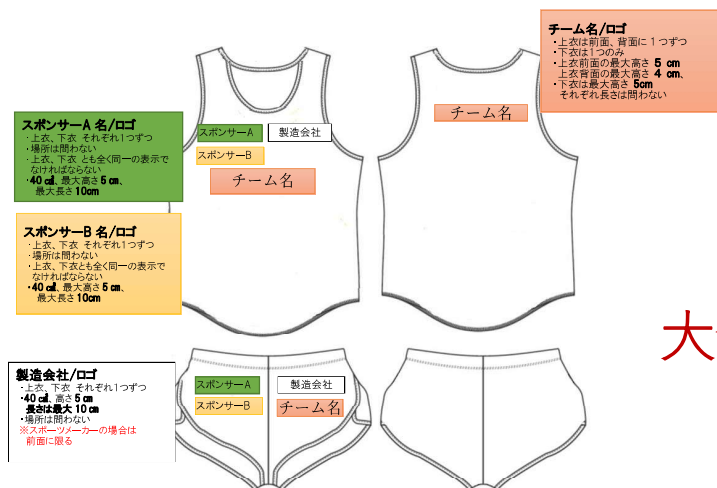 チーム名/ロゴ
・上衣は前面、背面に１つずつ
・下衣は1つのみ
・上衣前面の最大高さ 5 cm
上衣背面の最大高さ 4 cm、
・下衣は最大高さ 5cm
それぞれ長さは問わない
チーム名
スポンサーA 名/ロゴ
・上衣、下衣 それぞれ1つずつ
・場所は問わない
・上衣、下衣 とも全く同一の表示で
なければならない
・40 ㎠、最大高さ 5 cm、
最大長さ 10cm
スポンサーA
製造会社
スポンサーB
チーム名
スポンサーB 名/ロゴ
・上衣、下衣 それぞれ1つずつ
・場所は問わない
・上衣、下衣とも全く同一の表示で
なければならない
・40 ㎠、最大高さ 5 cm、
最大長さ 10cm
大
製造会社/ロゴ
・上衣、下衣 それぞれ1つずつ
・40 ㎠、高さ 5 cm
長さは最大 10 cm
・場所は問わない
※スポーツメーカーの場合は
前面に限る
スポンサーA
製造会社
スポンサーB
チーム名